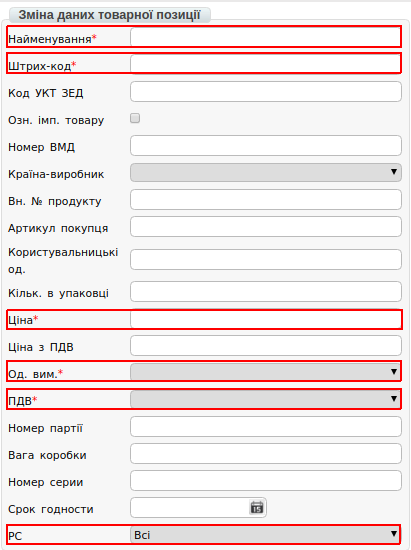 Зміна даних товарної позиції
Найменування*
Штрих-код*
Код УКТ ЗЕД
Озн. імп. товару
Номер ВМД
Країна-виробник
Вн. № продукту
Артикул покупця
Користувальницькі
од.
Кільк. в упаковці
Ціна*
Ціна з ПДВ
Од. вим.*
ПДВ*
Номер партії
Вага коробки
Номер серии
Срок годности 15
РС Всі